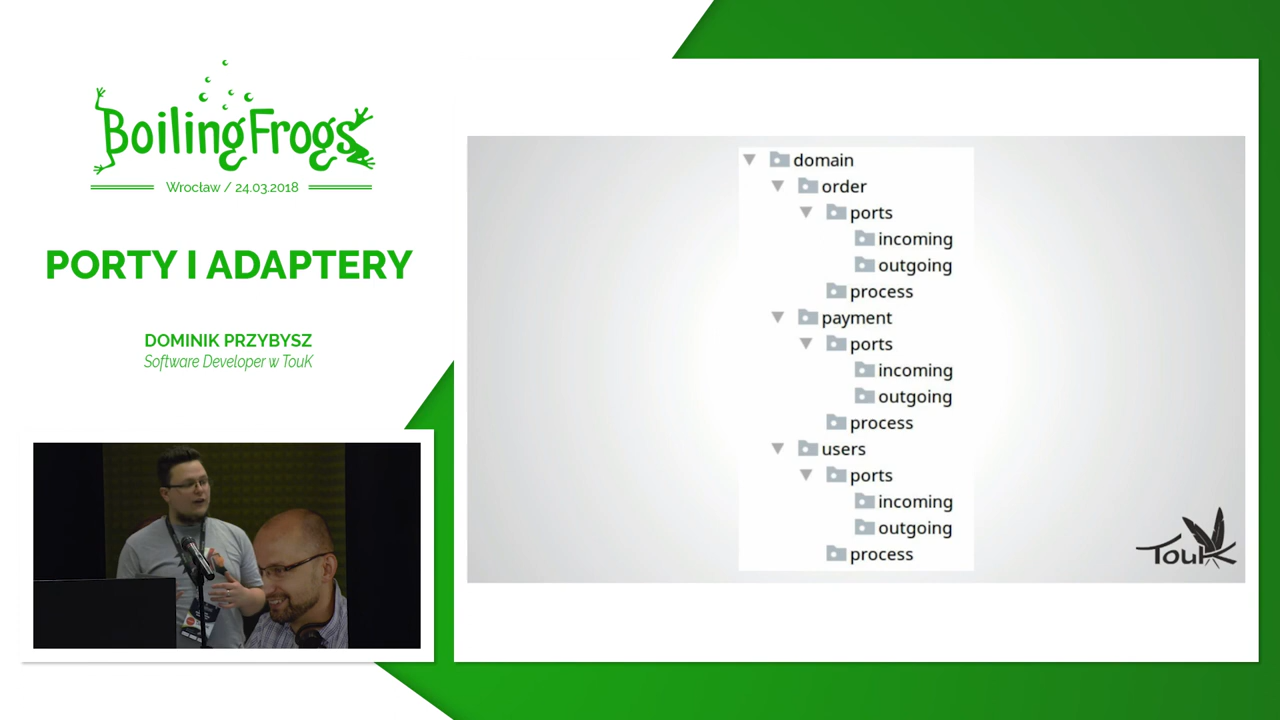 BoilingFrogs
Wrocław / 24.03.2018
PORTY I ADAPTERY
DOMINIK PRZYBYSZ
Software Developer w TouK
domain
order
ports
incoming
outgoing
process
payment
ports
incoming
outgoing
process
users
ports
incoming
outgoing
process
TouK